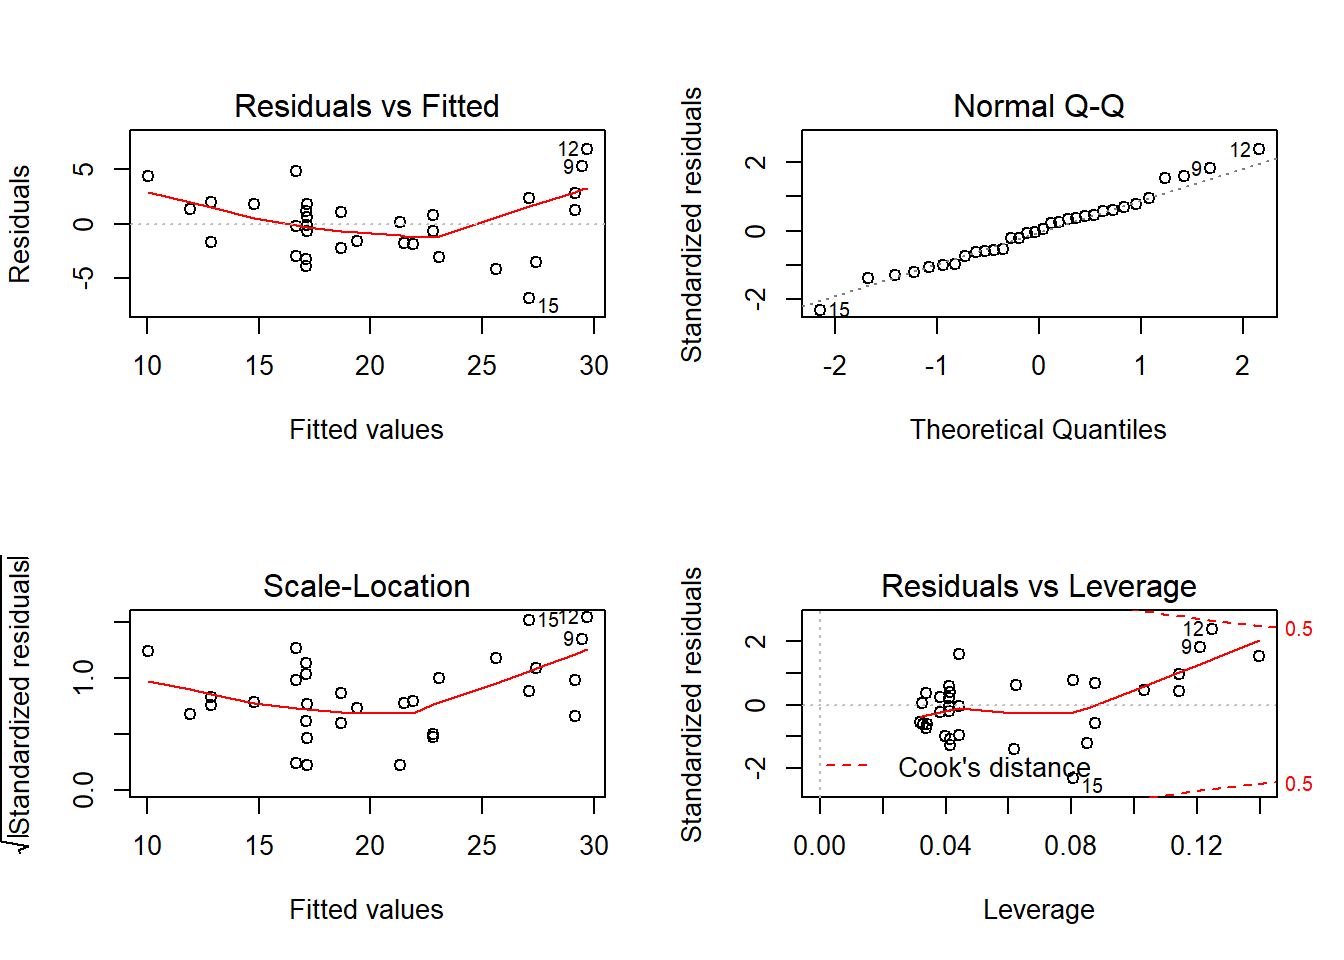 Residuals vs Fitted
Residuals
5
0
-5
12
9
15
10 15 20 25 30
Fitted values
Normal Q-Q
Standardized residuals
2
0
-2
12
9
15
-2 -1 0 1 2
Theoretical Quantiles
Scale-Location
√|Standardized residuals|
1.0
0.0
15 12
9
10 15 20 25 30
Fitted values
Residuals vs Leverage
Standardized residuals
2
0
-2
12
9
15
0.5
0.5
Cook's distance
0.00 0.04 0.08 0.12
Leverage